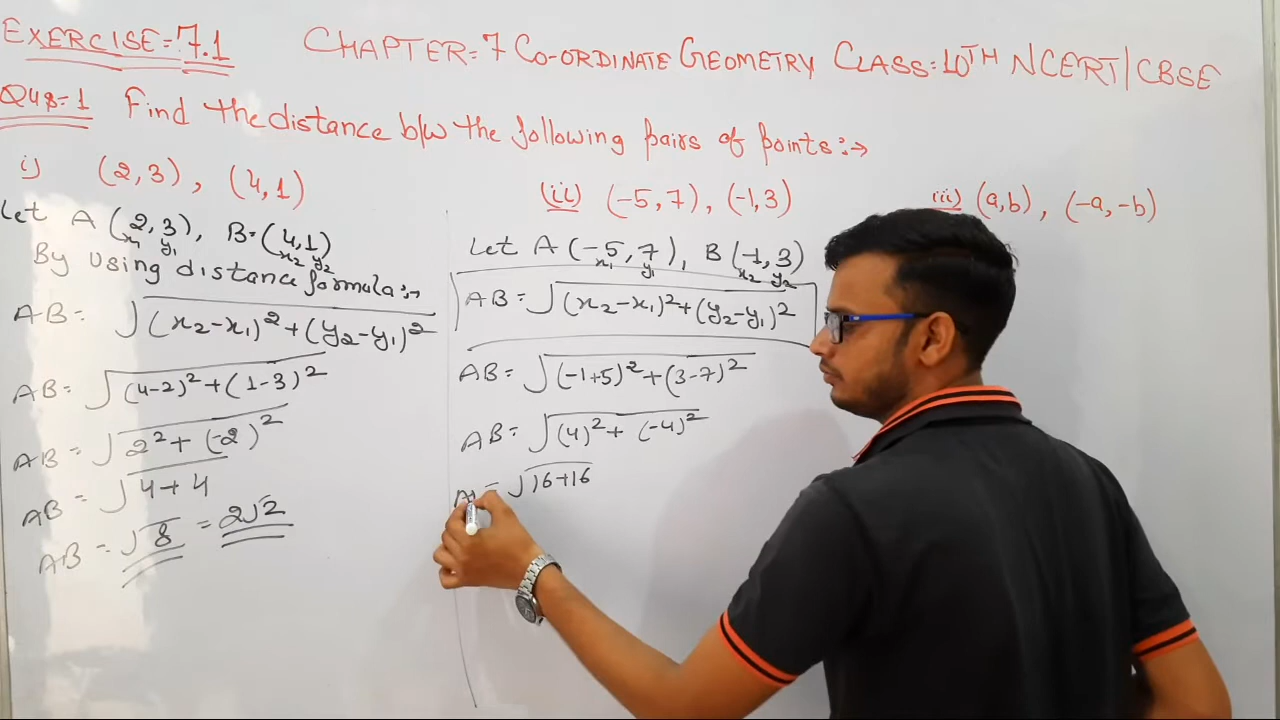 EXERCISE=7.1 CHAPTER=7 CO-ORDINATE GEOMETRY CLASS=10TH NCERT/CBSE
QUS=1 Find the distance b/w the following pairs of points:→
i) (2,3), (4,1)
Let A (2,3), B=(4,1)
x₁ y₁ x₂ y₂
By using distance formula:→
AB= √(x₂-x₁)²+(y₂-y₁)²
AB= √(4-2)²+(1-3)²
AB = √2²+(-2)²
AB = √4+4
AB = √8 = 2√2
(ii) (-5,7), (-1,3)
Let A (-5,7), B (-1,3)
x₁ y₁ x₂ y₂
AB= √(x₂-x₁)²+(y₂-y₁)²
AB= √(-1+5)²+(3-7)²
AB= √(4)²+(-4)²
= √16+16
iii) (a,b), (-a,-b)